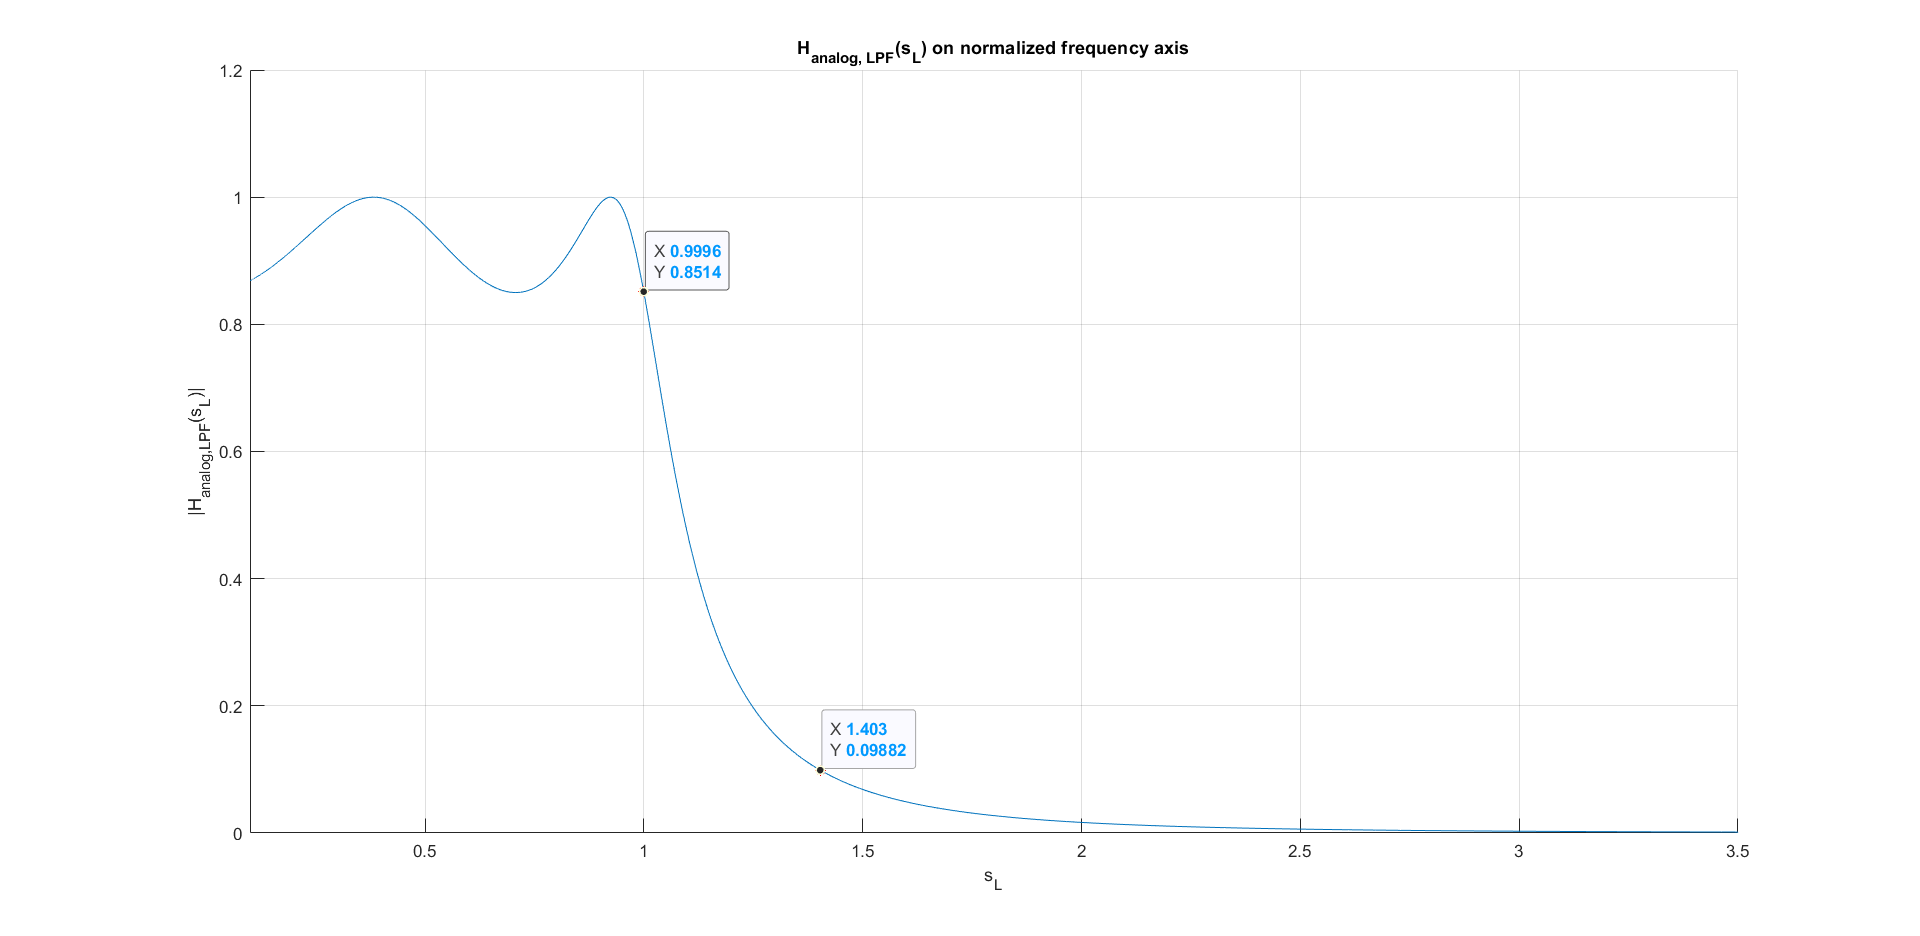 H_analog, LPF(s_L) on normalized frequency axis
1.2
1
0.8
0.6
0.4
0.2
0
|H_analog,LPF(s_L)|
X 0.9996
Y 0.8514
X 1.403
Y 0.09882
0.5
1
1.5
2
2.5
3
3.5
s_L